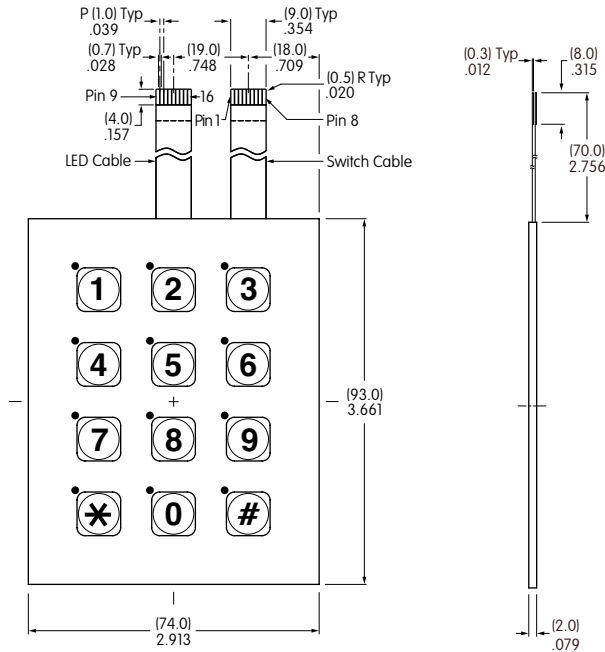 P (1.0) Typ
.039
(9.0) Typ
.354
(0.7) Typ
.028
(19.0)
.748
(18.0)
.709
(0.5) R Typ
.020
Pin 9
16
Pin 1
Pin 8
(4.0)
.157
LED Cable
Switch Cable
(0.3) Typ
.012
(8.0)
.315
(70.0)
2.756
1 2 3
4 5 6
7 8 9
* 0 #
(93.0)
3.661
(74.0)
2.913
(2.0)
.079